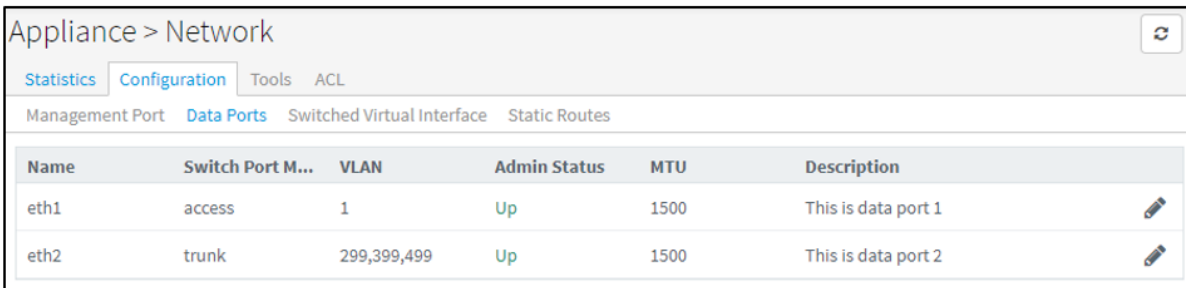 Appliance > Network
Statistics Configuration Tools ACL
Management Port Data Ports Switched Virtual Interface Static Routes
Name Switch Port M... VLAN Admin Status MTU Description
eth1 access 1 Up 1500 This is data port 1
eth2 trunk 299,399,499 Up 1500 This is data port 2